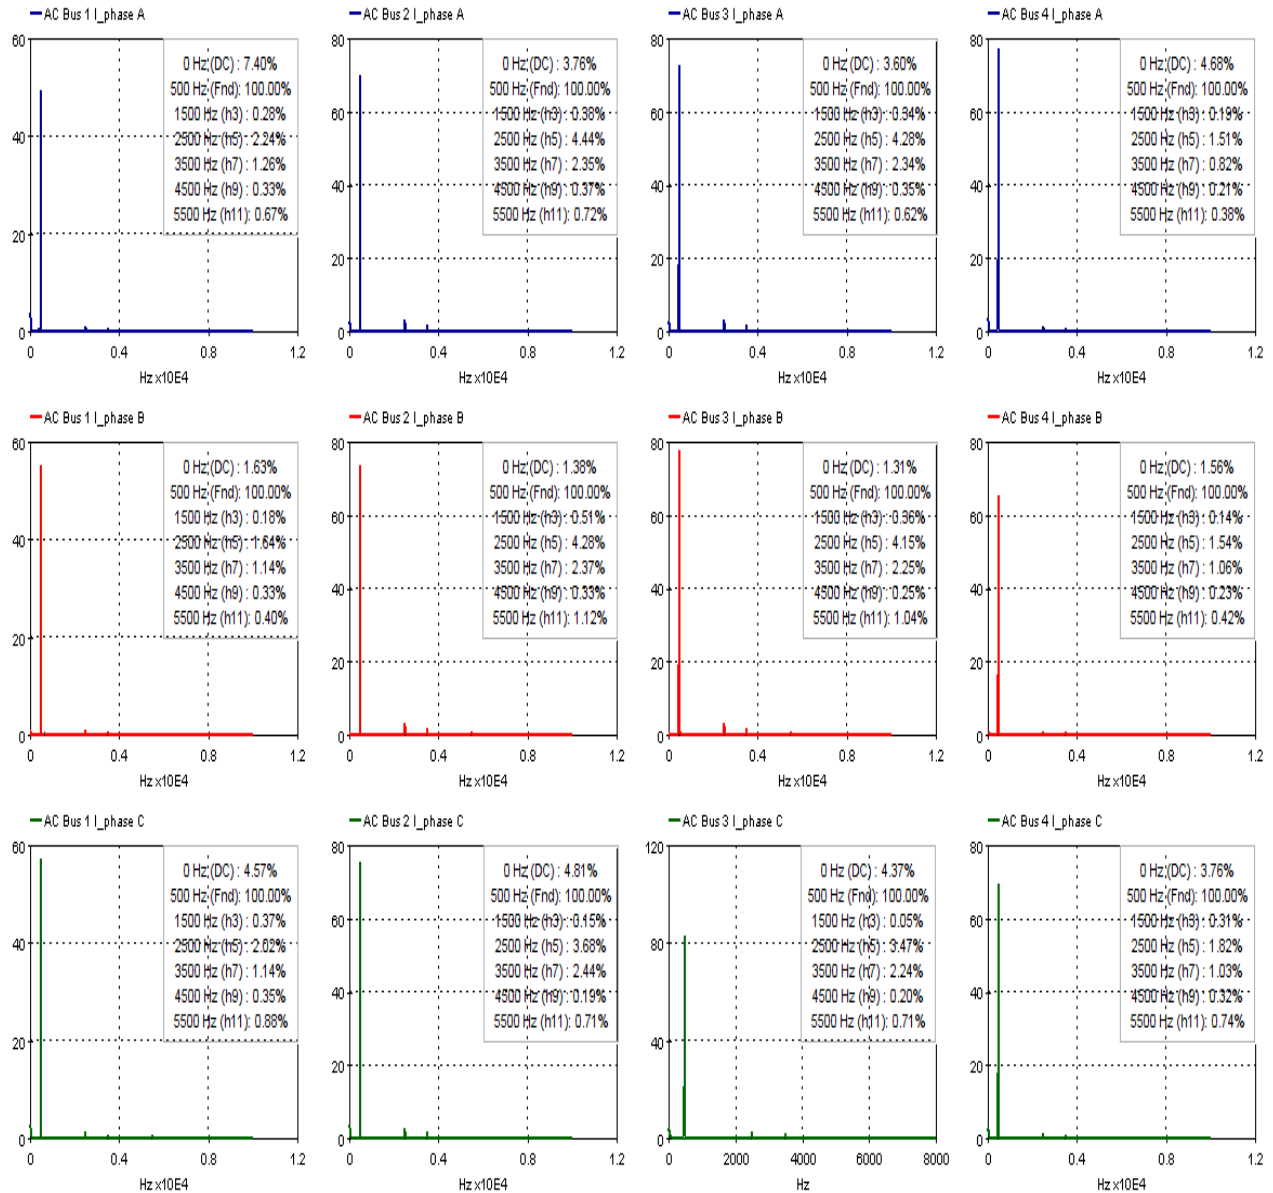 AC Bus 1 I_phase A
60
40
20
0
0 Hz (DC) : 7.40%
500 Hz (Fnd): 100.00%
1500 Hz (h3) : 0.28%
2500 Hz (h5) : 2.24%
3500 Hz (h7) : 1.26%
4500 Hz (h9) : 0.33%
5500 Hz (h11): 0.67%
0 0.4 0.8 1.2
Hz x10E4
AC Bus 2 I_phase A
80
60
40
20
0
0 Hz (DC) : 3.76%
500 Hz (Fnd): 100.00%
1500 Hz (h3) : 0.38%
2500 Hz (h5) : 4.44%
3500 Hz (h7) : 2.35%
4500 Hz (h9) : 0.37%
5500 Hz (h11): 0.72%
0 0.4 0.8 1.2
Hz x10E4
AC Bus 3 I_phase A
80
60
40
20
0
0 Hz (DC) : 3.60%
500 Hz (Fnd): 100.00%
1500 Hz (h3) : 0.34%
2500 Hz (h5) : 4.28%
3500 Hz (h7) : 2.34%
4500 Hz (h9) : 0.35%
5500 Hz (h11): 0.62%
0 0.4 0.8 1.2
Hz x10E4
AC Bus 4 I_phase A
80
60
40
20
0
0 Hz (DC) : 4.68%
500 Hz (Fnd): 100.00%
1500 Hz (h3) : 0.19%
2500 Hz (h5) : 1.51%
3500 Hz (h7) : 0.82%
4500 Hz (h9) : 0.21%
5500 Hz (h11): 0.38%
0 0.4 0.8 1.2
Hz x10E4
AC Bus 1 I_phase B
60
40
20
0
0 Hz (DC) : 1.63%
500 Hz (Fnd): 100.00%
1500 Hz (h3) : 0.18%
2500 Hz (h5) : 1.64%
3500 Hz (h7) : 1.14%
4500 Hz (h9) : 0.33%
5500 Hz (h11): 0.40%
0 0.4 0.8 1.2
Hz x10E4
AC Bus 2 I_phase B
80
60
40
20
0
0 Hz (DC) : 1.38%
500 Hz (Fnd): 100.00%
1500 Hz (h3) : 0.51%
2500 Hz (h5) : 4.28%
3500 Hz (h7) : 2.37%
4500 Hz (h9) : 0.33%
5500 Hz (h11): 1.12%
0 0.4 0.8 1.2
Hz x10E4
AC Bus 3 I_phase B
80
60
40
20
0
0 Hz (DC) : 1.31%
500 Hz (Fnd): 100.00%
1500 Hz (h3) : 0.36%
2500 Hz (h5) : 4.15%
3500 Hz (h7) : 2.25%
4500 Hz (h9) : 0.25%
5500 Hz (h11): 1.04%
0 0.4 0.8 1.2
Hz x10E4
AC Bus 4 I_phase B
80
60
40
20
0
0 Hz (DC) : 1.56%
500 Hz (Fnd): 100.00%
1500 Hz (h3) : 0.14%
2500 Hz (h5) : 1.54%
3500 Hz (h7) : 1.06%
4500 Hz (h9) : 0.23%
5500 Hz (h11): 0.42%
0 0.4 0.8 1.2
Hz x10E4
AC Bus 1 I_phase C
60
40
20
0
0 Hz (DC) : 4.57%
500 Hz (Fnd): 100.00%
1500 Hz (h3) : 0.37%
2500 Hz (h5) : 2.02%
3500 Hz (h7) : 1.14%
4500 Hz (h9) : 0.35%
5500 Hz (h11): 0.88%
0 0.4 0.8 1.2
Hz x10E4
AC Bus 2 I_phase C
80
60
40
20
0
0 Hz (DC) : 4.81%
500 Hz (Fnd): 100.00%
1500 Hz (h3) : 0.15%
2500 Hz (h5) : 3.68%
3500 Hz (h7) : 2.44%
4500 Hz (h9) : 0.19%
5500 Hz (h11): 0.71%
0 0.4 0.8 1.2
Hz x10E4
AC Bus 3 I_phase C
120
80
40
0
0 Hz (DC) : 4.37%
500 Hz (Fnd): 100.00%
1500 Hz (h3) : 0.05%
2500 Hz (h5) : 3.47%
3500 Hz (h7) : 2.24%
4500 Hz (h9) : 0.20%
5500 Hz (h11): 0.71%
0 2000 4000 6000 8000
Hz
AC Bus 4 I_phase C
80
60
40
20
0
0 Hz (DC) : 3.76%
500 Hz (Fnd): 100.00%
1500 Hz (h3) : 0.31%
2500 Hz (h5) : 1.82%
3500 Hz (h7) : 1.03%
4500 Hz (h9) : 0.32%
5500 Hz (h11): 0.74%
0 0.4 0.8 1.2
Hz x10E4